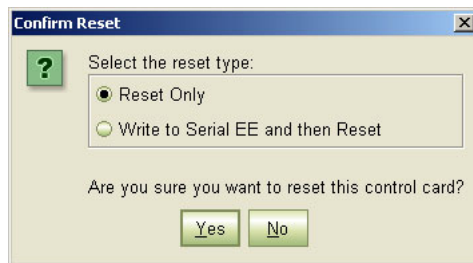 Confirm Reset
?
Select the reset type:
Reset Only
Write to Serial EE and then Reset
Are you sure you want to reset this control card?
Yes No